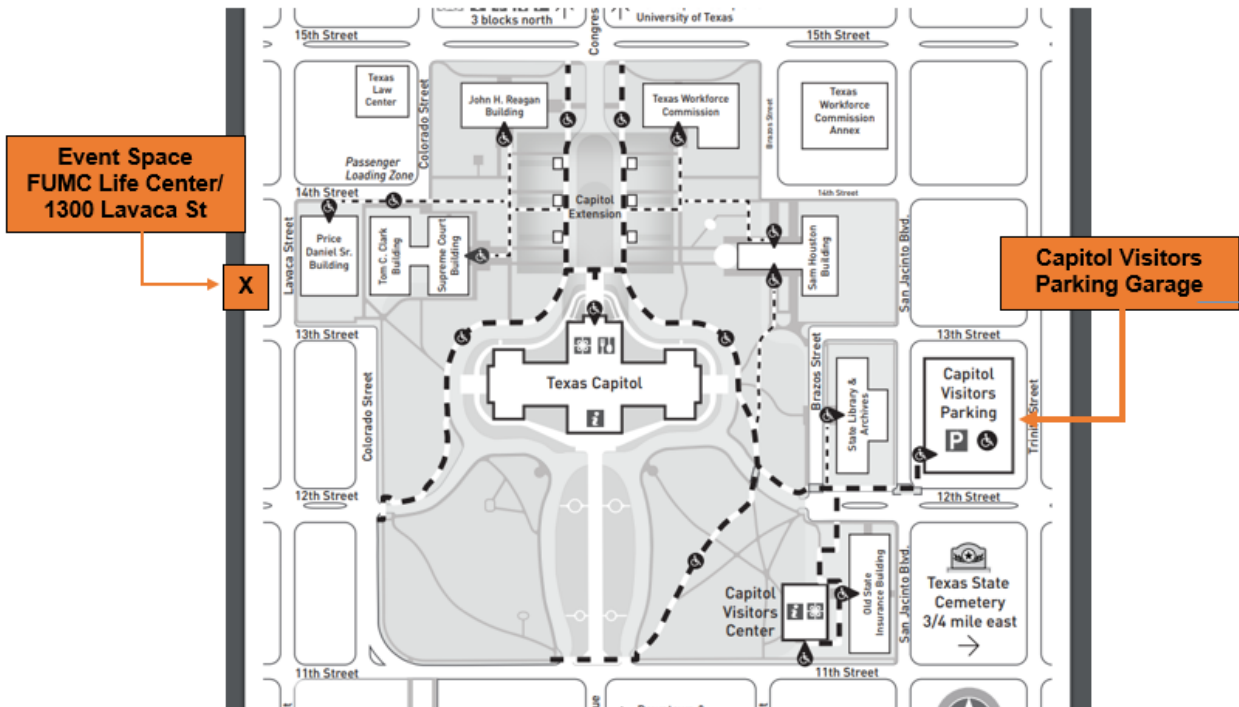 3 blocks north
Congres
University of Texas
15th Street
15th Street
Texas
Law
Center
Colorado Street
John H. Reagan
Building
Texas Workforce
Commission
Brazos Street
Texas
Workforce
Commission
Annex
Event Space
FUMC Life Center/
1300 Lavaca St
Passenger
Loading Zone
14th Street
14th Street
Capitol
Extension
Lavaca Street
Price
Daniel Sr.
Building
Tom C. Clark
Building
Supreme Court
Building
Sam Houston
Building
San Jacinto Blvd.
Capitol Visitors
Parking Garage
X
13th Street
13th Street
Texas Capitol
Colorado Street
Brazos Street
State Library &
Archives
Capitol
Visitors
Parking
P
Trinity Street
12th Street
12th Street
Capitol
Visitors
Center
Old State
Insurance Building
San Jacinto Blvd.
Texas State
Cemetery
3/4 mile east
11th Street
11th Street